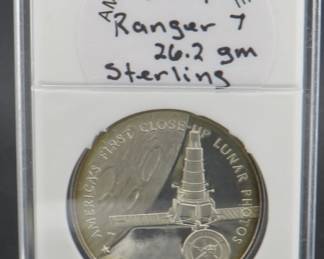 Ranger 7
26.2 gm
Sterling
AMERICA'S FIRST CLOSE-UP LUNAR PHOTOS